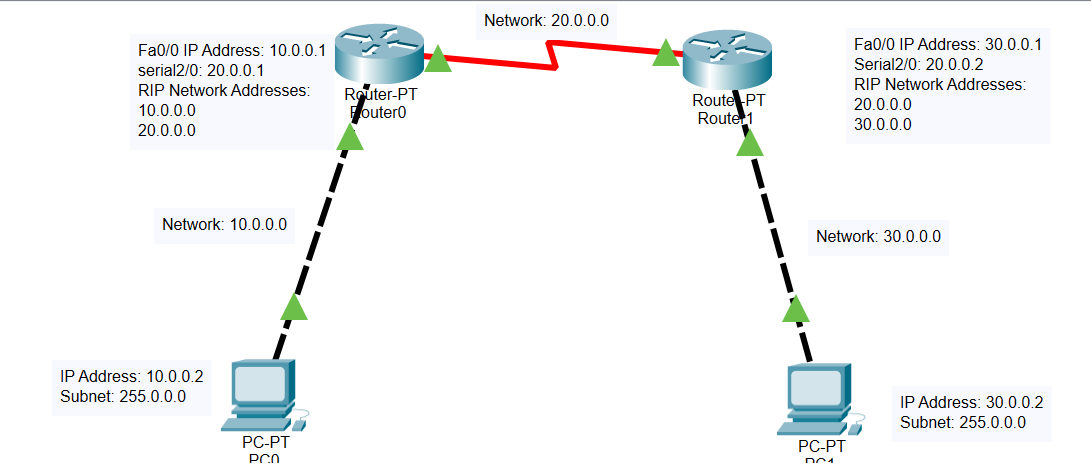 Network: 20.0.0.0
Fa0/0 IP Address: 10.0.0.1
serial2/0: 20.0.0.1
RIP Network Addresses:
10.0.0.0
20.0.0.0
Router-PT
Router0
Router-PT
Router1
Fa0/0 IP Address: 30.0.0.1
Serial2/0: 20.0.0.2
RIP Network Addresses:
20.0.0.0
30.0.0.0
Network: 10.0.0.0
Network: 30.0.0.0
IP Address: 10.0.0.2
Subnet: 255.0.0.0
PC-PT
PC0
PC-PT
PC1
IP Address: 30.0.0.2
Subnet: 255.0.0.0